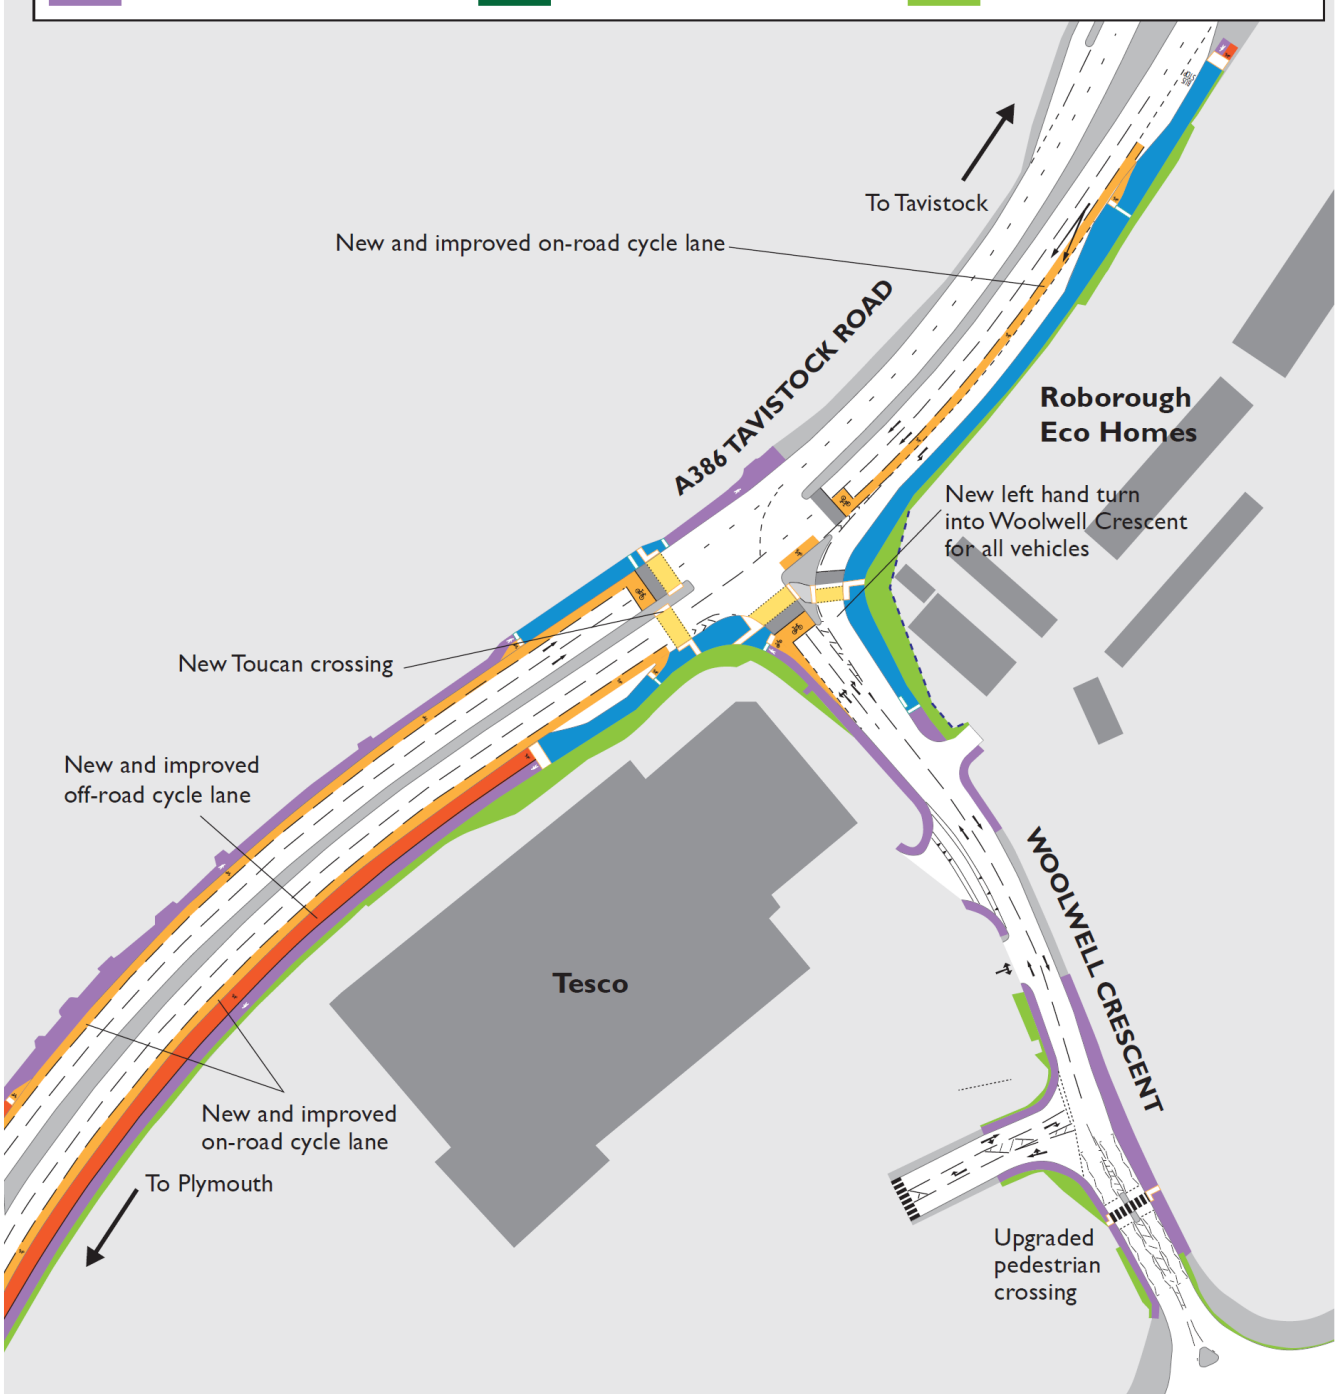 To Tavistock
New and improved on-road cycle lane
A386 TAVISTOCK ROAD
Roborough
Eco Homes
New left hand turn
into Woolwell Crescent
for all vehicles
New Toucan crossing
New and improved
off-road cycle lane
WOOLWELL CRESCENT
Tesco
New and improved
on-road cycle lane
To Plymouth
Upgraded
pedestrian
crossing